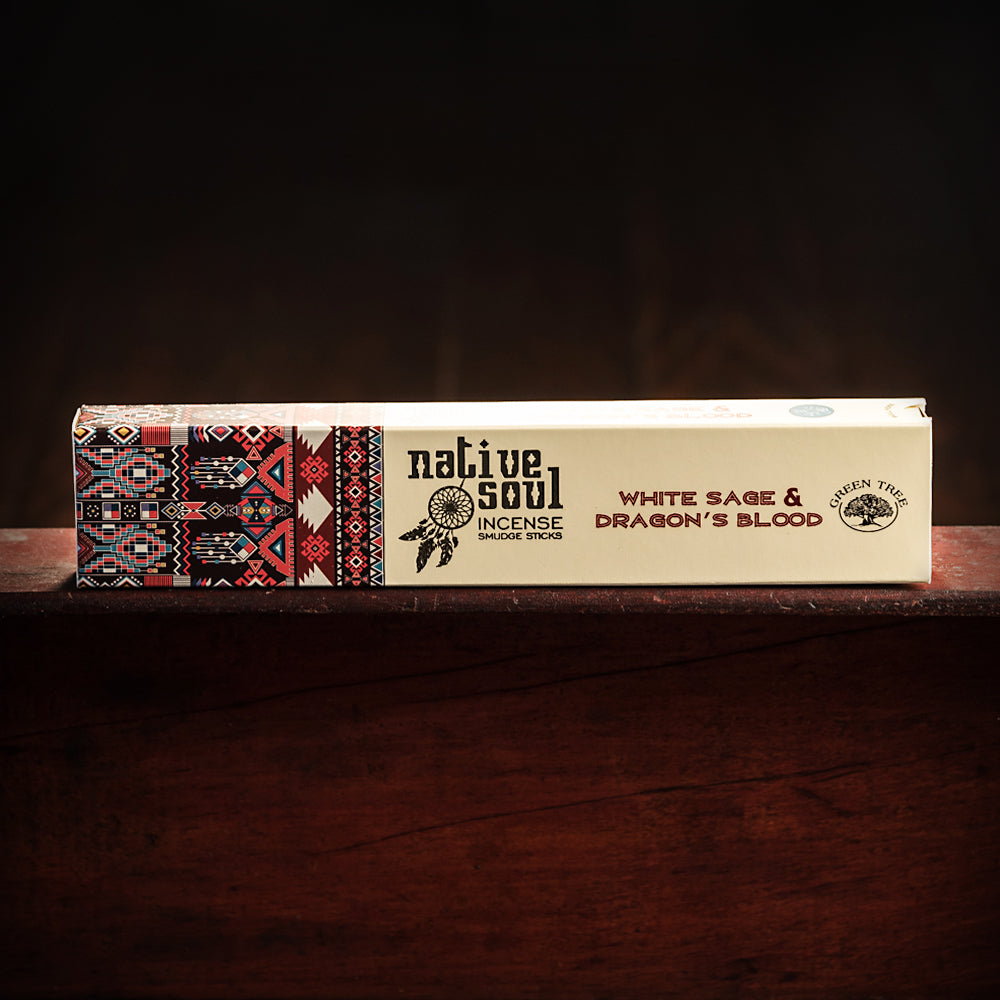 native
soul
INCENSE
SMUDGE STICKS
WHITE SAGE &
DRAGON'S BLOOD
GREEN TREE